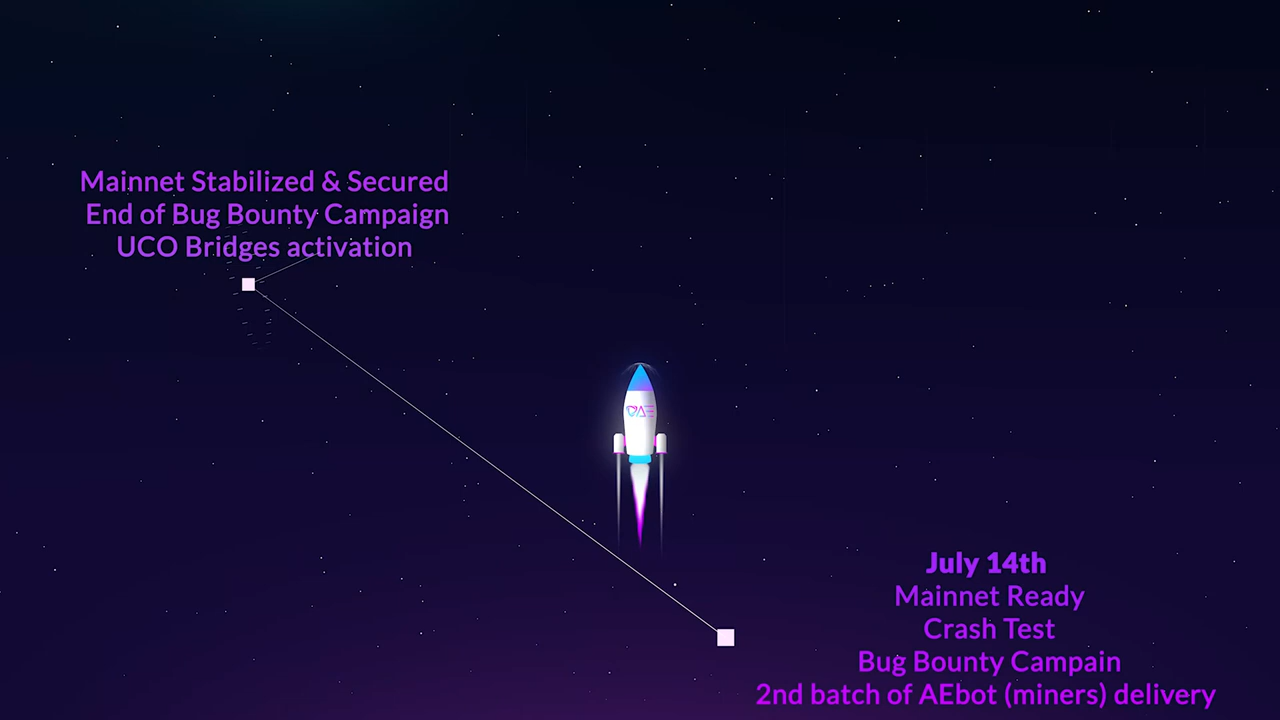 Mainnet Stabilized & Secured
End of Bug Bounty Campaign
UCO Bridges activation
AE
July 14th
Mainnet Ready
Crash Test
Bug Bounty Campain
2nd batch of AEbot (miners) delivery